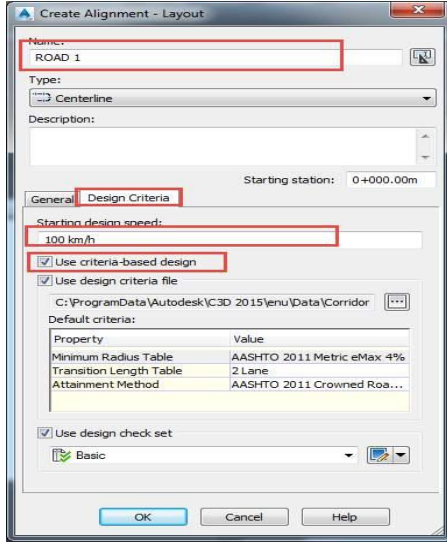 Create Alignment - Layout
Name:
ROAD 1
Type:
Centerline
Description:
Starting station: 0+000.00m
General Design Criteria
Starting design speed:
100 km/h
Use criteria-based design
Use design criteria file
C:\ProgramData\Autodesk\C3D 2015\enu\Data\Corridor
Default criteria:
Property Value
Minimum Radius Table AASHTO 2011 Metric eMax 4%
Transition Length Table 2 Lane
Attainment Method AASHTO 2011 Crowned Roa...
Use design check set
Basic
OK Cancel Help